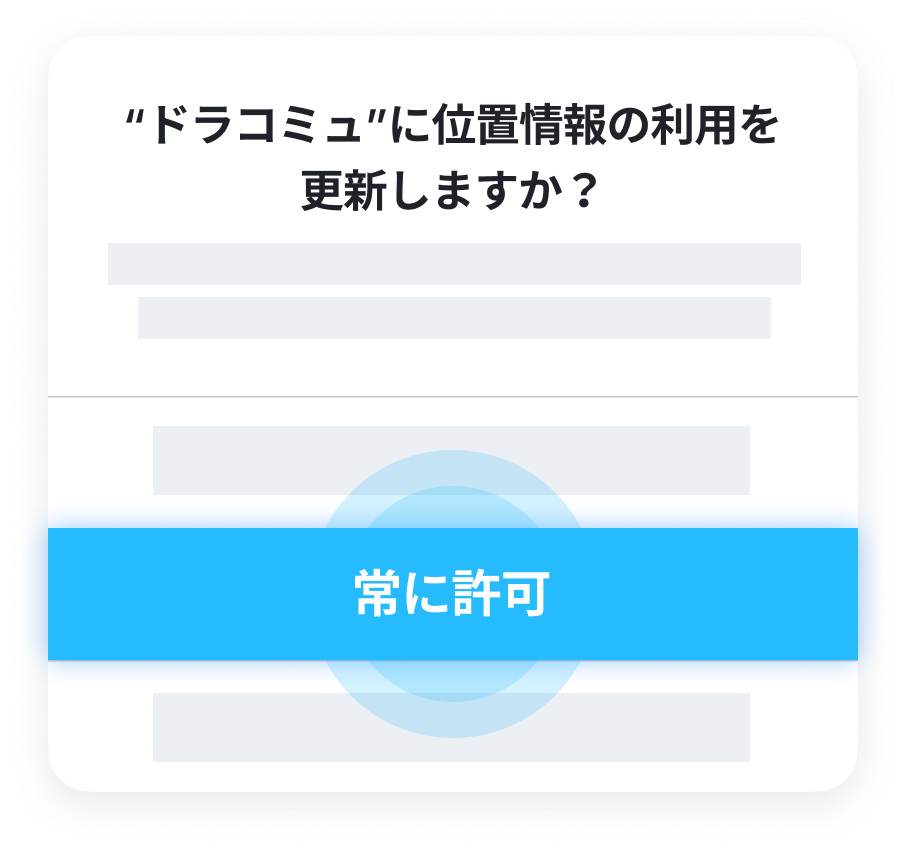 “ドラコミュ”に位置情報の利用を
更新しますか？
常に許可